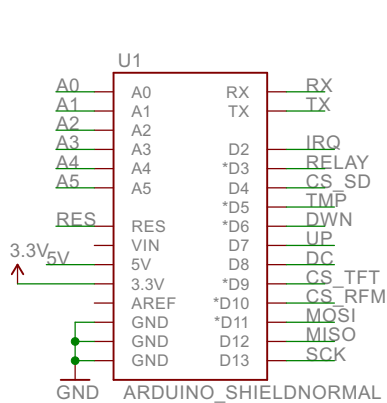 U1
A0 A0 RX RX
A1 A1 TX TX
A2 A2
A3 A3 D2 IRQ
A4 A4 *D3 RELAY
A5 A5 D4 CS_SD
*D5 TMP
RES RES *D6 DWN
VIN D7 UP
3.3V 5V 5V D8 DC
3.3V *D9 CS_TFT
AREF *D10 CS_RFM
GND *D11 MOSI
GND D12 MISO
GND D13 SCK
GND ARDUINO_SHIELDNORMAL